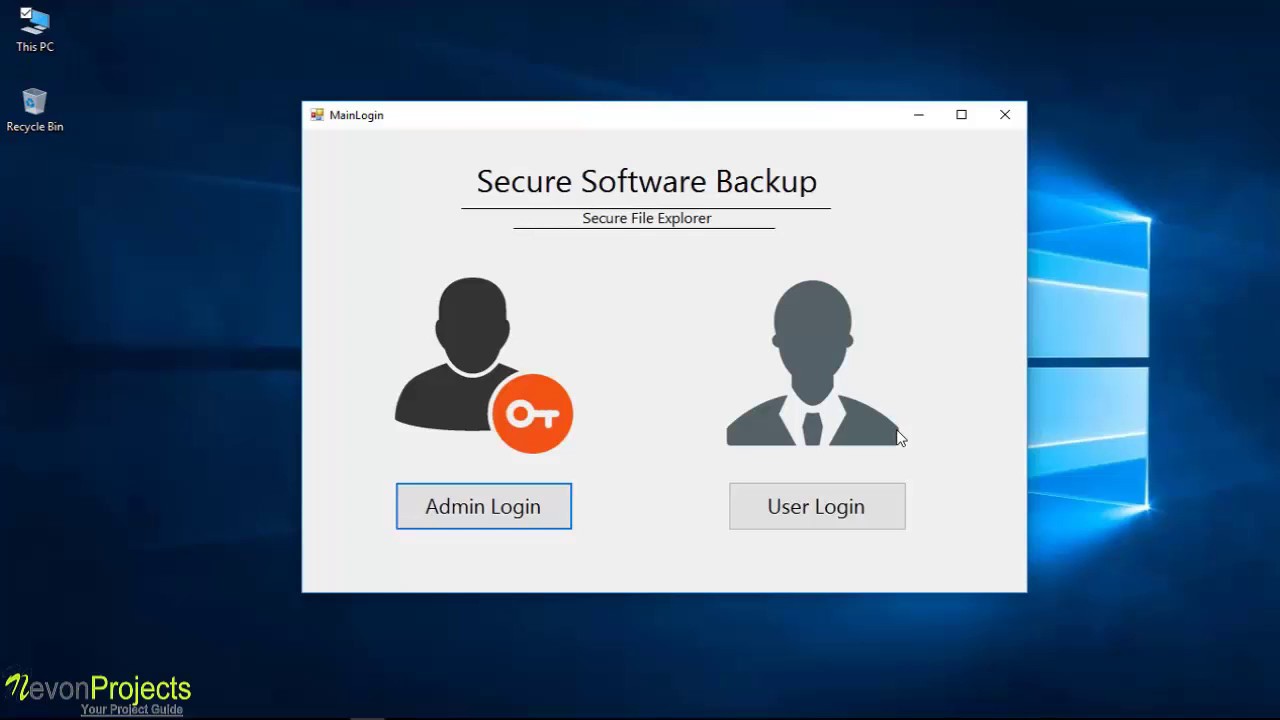 This PC
Recycle Bin
MainLogin
Secure Software Backup
Secure File Explorer
Admin Login
User Login
NevonProjects
Your Project Guide